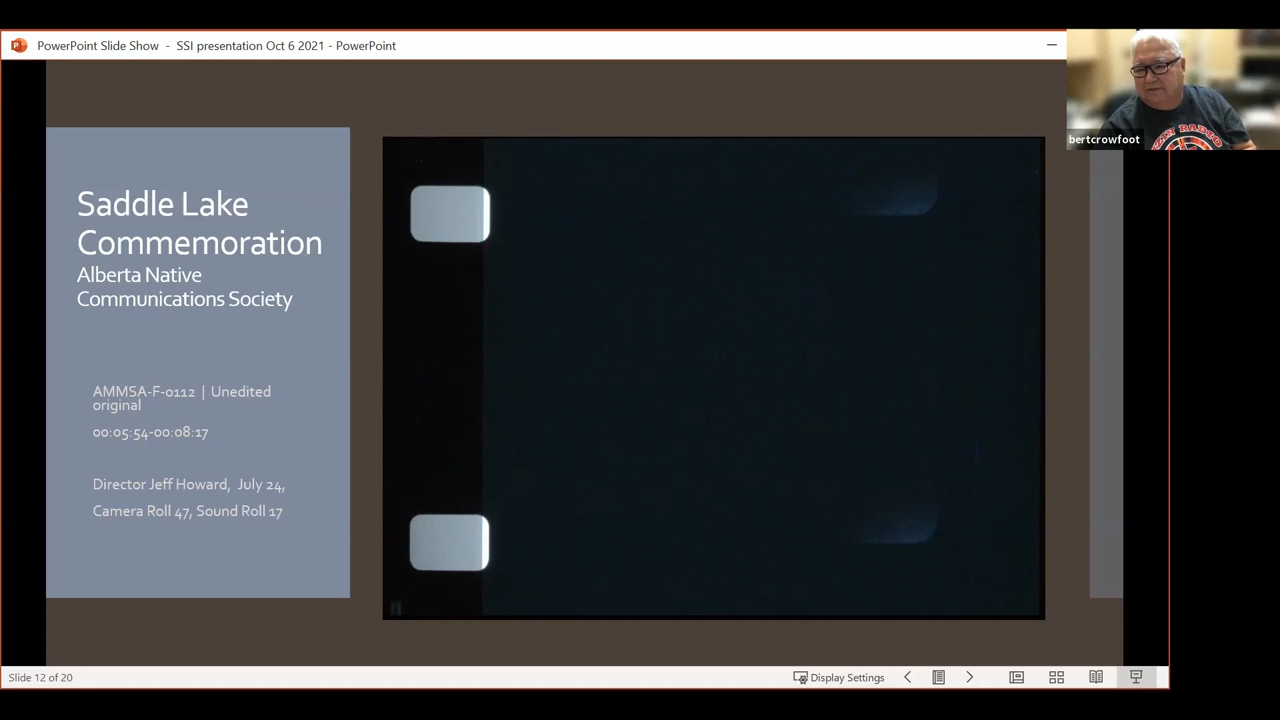 PowerPoint Slide Show - SSI presentation Oct 6 2021 - PowerPoint
bertcrowfoot
RADIO
Saddle Lake
Commemoration
Alberta Native
Communications Society
AMMSA-F-0112 | Unedited
original
00:05:54-00:08:17
Director Jeff Howard, July 24,
Camera Roll 47, Sound Roll 17
Slide 12 of 20
Display Settings